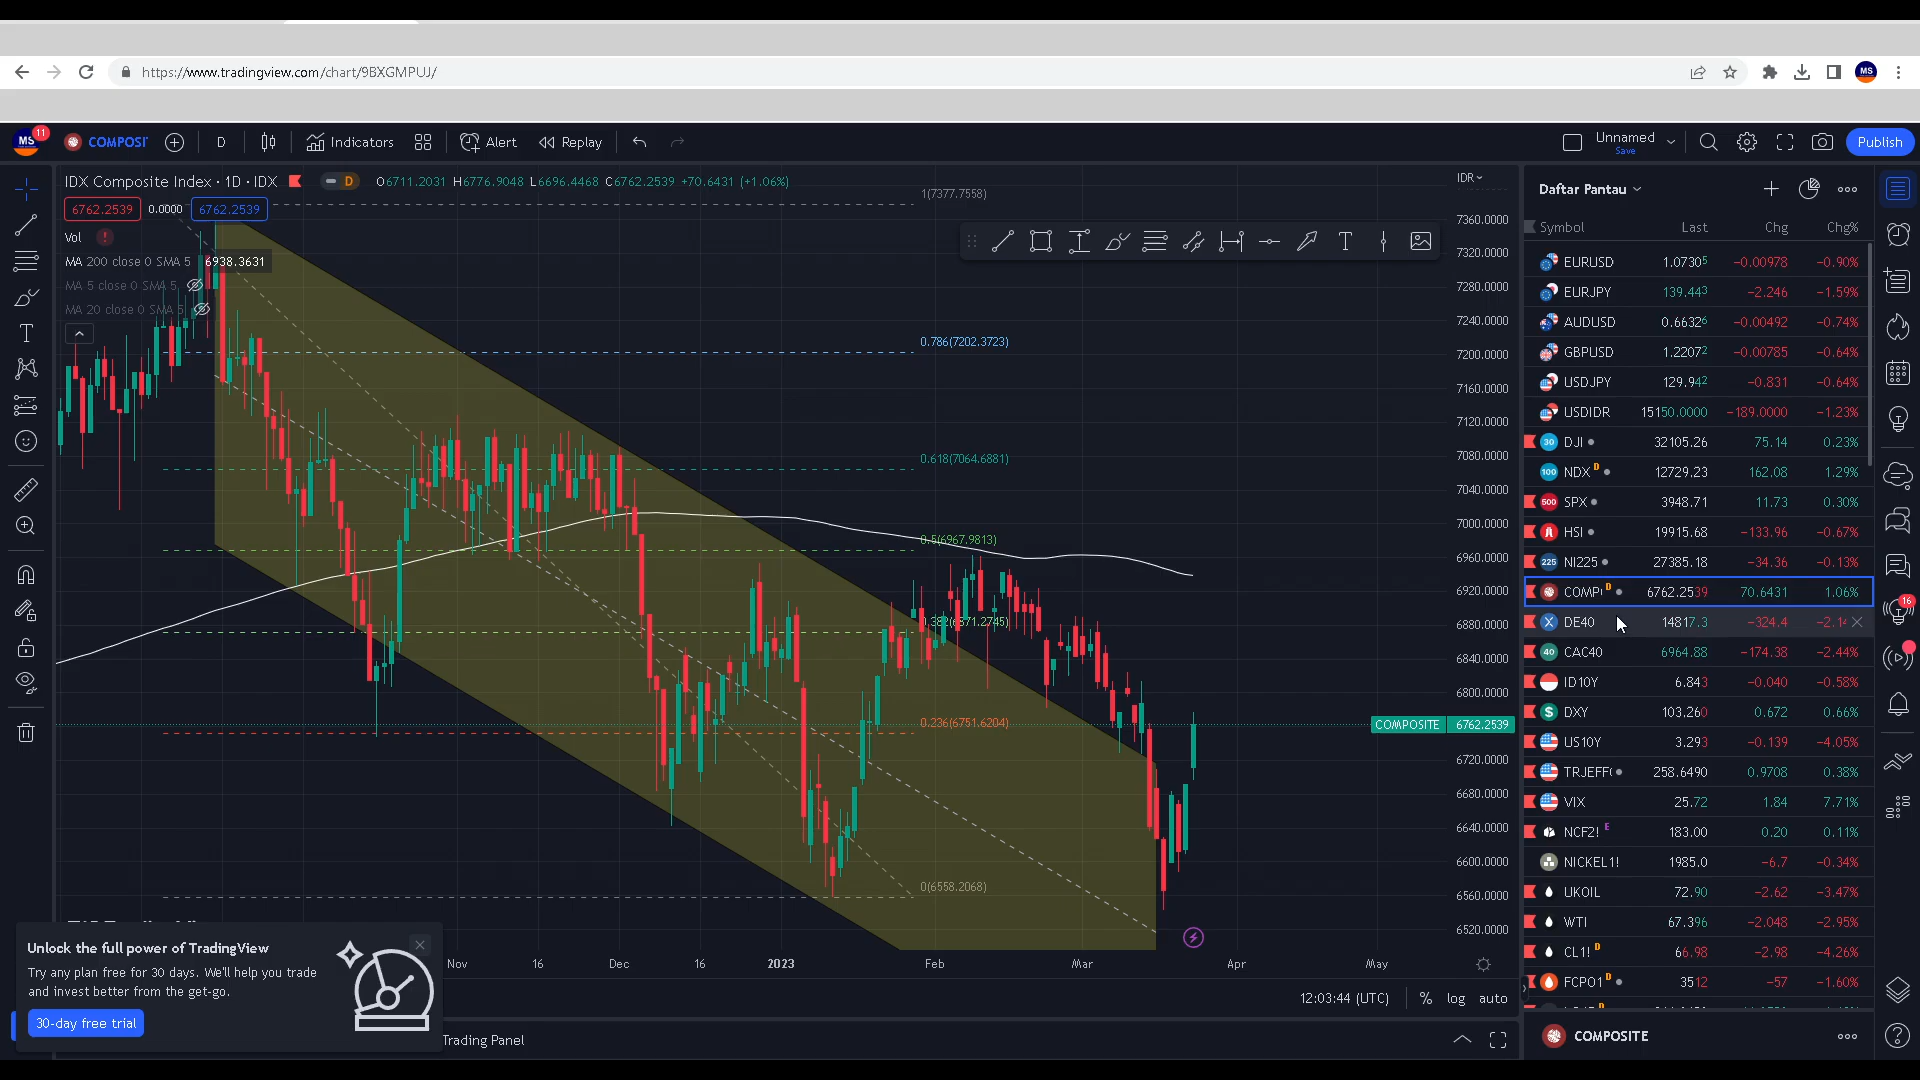 https://www.tradingview.com/chart/9BXGMPUJ/
MS
MS
11
COMPOSI
D
Indicators
Alert
Replay
Unnamed
Save
Publish
IDX Composite Index · 1D · IDX
D
O6711.2031 H6776.9048 L6696.4468 C6762.2539 +70.6431 (+1.06%)
6762.2539 0.0000 6762.2539
Vol
MA 200 close 0 SMA 5 6938.3631
MA 5 close 0 SMA 5
MA 20 close 0 SMA 5
1(7377.7558)
0.786(7202.3723)
0.618(7064.6881)
0.5(6967.9813)
0.382(6871.2745)
0.236(6751.6204)
0(6558.2068)
IDR
7360.0000
7320.0000
7280.0000
7240.0000
7200.0000
7160.0000
7120.0000
7080.0000
7040.0000
7000.0000
6960.0000
6920.0000
6880.0000
6840.0000
6800.0000
COMPOSITE 6762.2539
6720.0000
6680.0000
6640.0000
6600.0000
6560.0000
6520.0000
Nov 16 Dec 16 2023 Feb Mar Apr May
12:03:44 (UTC) % log auto
Trading Panel
Unlock the full power of TradingView
Try any plan free for 30 days. We'll help you trade
and invest better from the get-go.
30-day free trial
Daftar Pantau
Symbol Last Chg Chg%
EURUSD 1.07305 -0.00978 -0.90%
EURJPY 139.443 -2.246 -1.59%
AUDUSD 0.66326 -0.00492 -0.74%
GBPUSD 1.22072 -0.00785 -0.64%
USDJPY 129.942 -0.831 -0.64%
USDIDR 15150.0000 -189.0000 -1.23%
30 DJI 32105.26 75.14 0.23%
100 NDX D 12729.23 162.08 1.29%
500 SPX 3948.71 11.73 0.30%
HSI 19915.68 -133.96 -0.67%
225 NI225 27385.18 -34.36 -0.13%
COMP D 6762.2539 70.6431 1.06%
X DE40 14817.3 -324.4 -2.14
40 CAC40 6964.88 -174.38 -2.44%
ID10Y 6.843 -0.040 -0.58%
DXY 103.260 0.672 0.66%
US10Y 3.293 -0.139 -4.05%
TRJEFF 258.6490 0.9708 0.38%
VIX 25.72 1.84 7.71%
NCF2! E 183.00 0.20 0.11%
NICKEL1! 1985.0 -6.7 -0.34%
UKOIL 72.90 -2.62 -3.47%
WTI 67.396 -2.048 -2.95%
CL1! D 66.98 -2.98 -4.26%
FCPO1 D 3512 -57 -1.60%
COMPOSITE
16